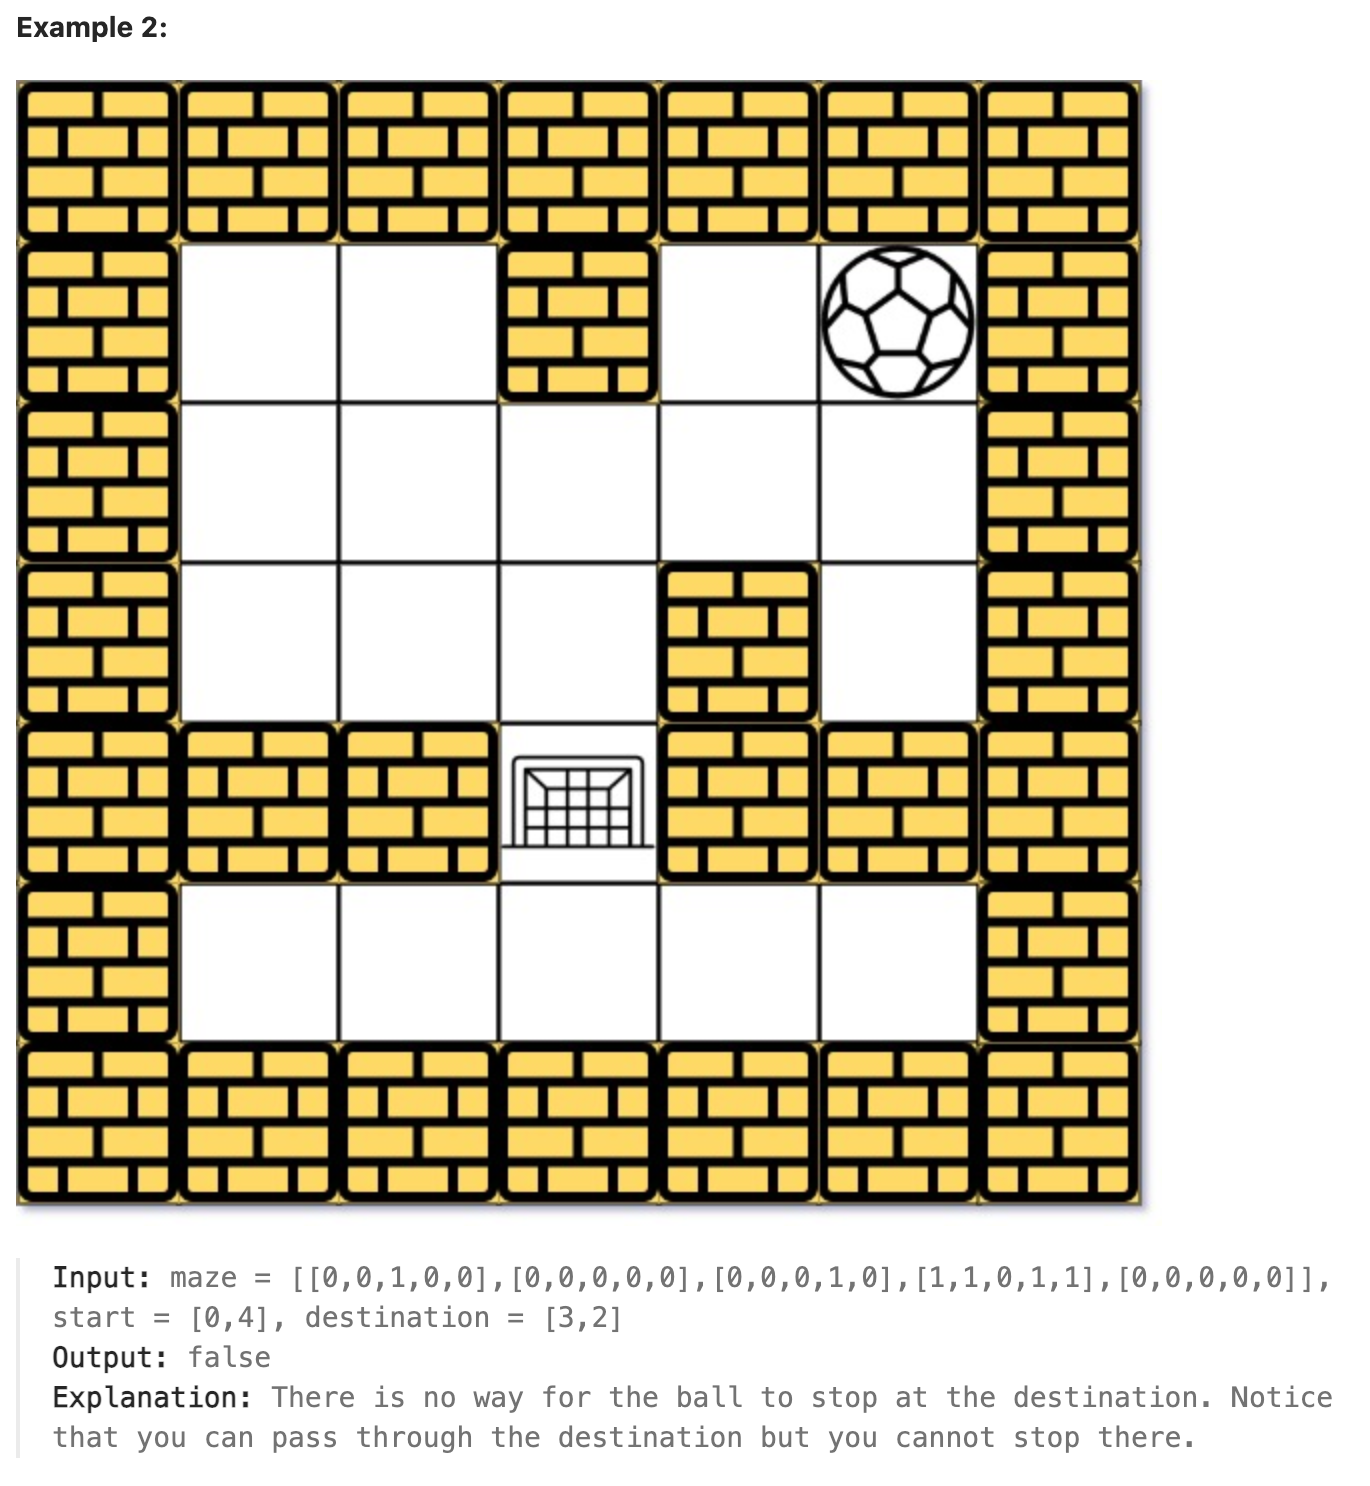 Example 2:
Input: maze = [[0,0,1,0,0],[0,0,0,0,0],[0,0,0,1,0],[1,1,0,1,1],[0,0,0,0,0]],
start = [0,4], destination = [3,2]
Output: false
Explanation: There is no way for the ball to stop at the destination. Notice
that you can pass through the destination but you cannot stop there.